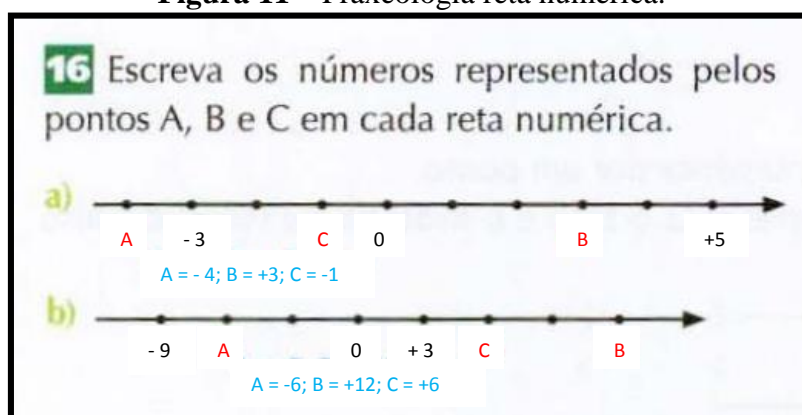 Figura 11 – Praxeologia reta numérica.
16 Escreva os números representados pelos
pontos A, B e C em cada reta numérica.
a)
A - 3 C 0 B +5
A = - 4; B = +3; C = -1
b)
- 9 A 0 + 3 C B
A = -6; B = +12; C = +6